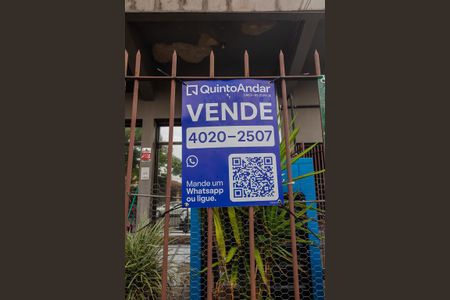 QuintoAndar
VENDE
4020-2507
Mande um
Whatsapp
ou ligue.